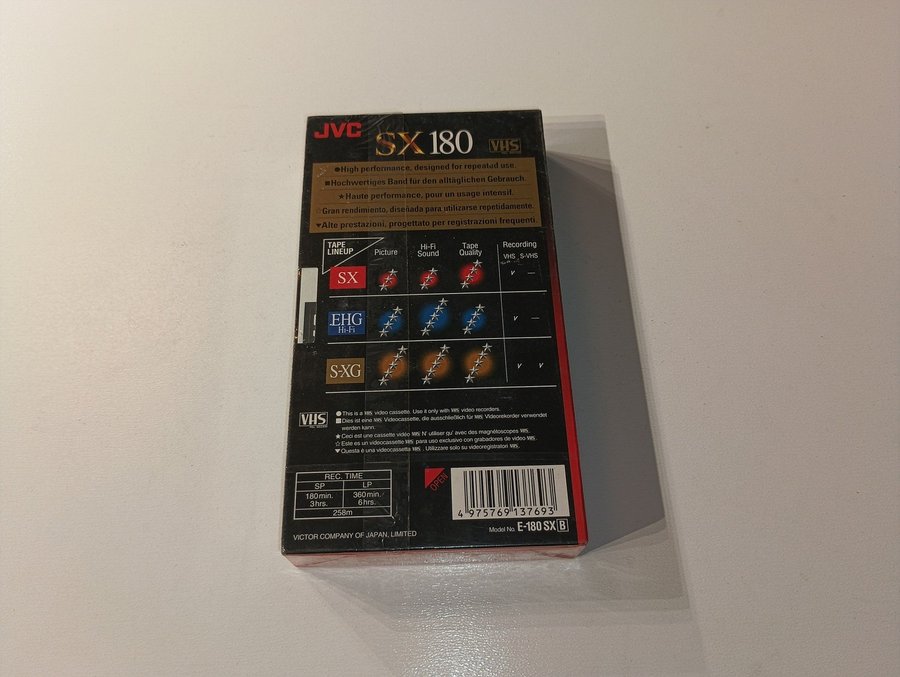 JVC SX 180 VHS
●High performance, designed for repeated use.
■Hochwertiges Band für den alltäglichen Gebrauch.
★Haute performance, pour un usage intensif.
☆Gran rendimiento, diseñada para utilizarse repetidamente.
▼Alte prestazioni, progettato per registrazioni frequenti.
TAPE LINEUP
Picture
Hi-Fi Sound
Tape Quality
Recording
VHS S-VHS
SX
EHG
Hi-Fi
S-XG
VHS
●This is a VHS video cassette. Use it only with VHS video recorders.
■Dies ist eine VHS Videocassette, die ausschließlich für VHS Videorekorder verwendet
werden kann.
★Ceci est une cassette vidéo VHS N' utiliser qu' avec des magnétoscopes VHS.
☆Este es un videocassette VHS para uso exclusivo con grabadores de video VHS.
▼Questa è una videocassetta VHS. Utilizzare solo su videoregistratori VHS.
REC. TIME
SP LP
180min. 360min.
3hrs. 6hrs.
258m
OPEN
4 975769 137693
Model No. E-180 SX B
VICTOR COMPANY OF JAPAN, LIMITED